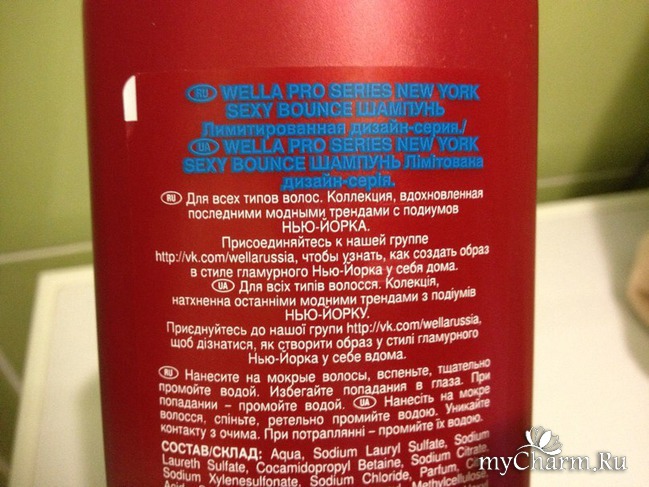 RU WELLA PRO SERIES NEW YORK
SEXY BOUNCE ШАМПУНЬ
Лимитированная дизайн-серия./
UA WELLA PRO SERIES NEW YORK
SEXY BOUNCE ШАМПУНЬ Лімітована
дизайн-серія.
RU Для всех типов волос. Коллекция, вдохновленная
последними модными трендами с подиумов
НЬЮ-ЙОРКА.
Присоединяйтесь к нашей группе
http://vk.com/wellarussia, чтобы узнать, как создать образ
в стиле гламурного Нью-Йорка у себя дома.
UA Для всіх типів волосся. Колекція,
натхненна останніми модними трендами з подіумів
НЬЮ-ЙОРКУ.
Приєднуйтесь до нашої групи http://vk.com/wellarussia,
щоб дізнатися, як створити образ у стилі гламурного
Нью-Йорка у себе вдома.
RU Нанесите на мокрые волосы, вспеньте, тщательно
промойте водой. Избегайте попадания в глаза. При
попадании – промойте водой. UA Нанесіть на мокре
волосся, спіньте, ретельно промийте водою. Уникайте
контакту з очима. При потраплянні – промийте їх водою.
СОСТАВ/СКЛАД: Aqua, Sodium Lauryl Sulfate, Sodium
Laureth Sulfate, Cocamidopropyl Betaine, Sodium Citrate,
Sodium Xylenesulfonate, Sodium Chloride, Parfum,
myCharm.Ru